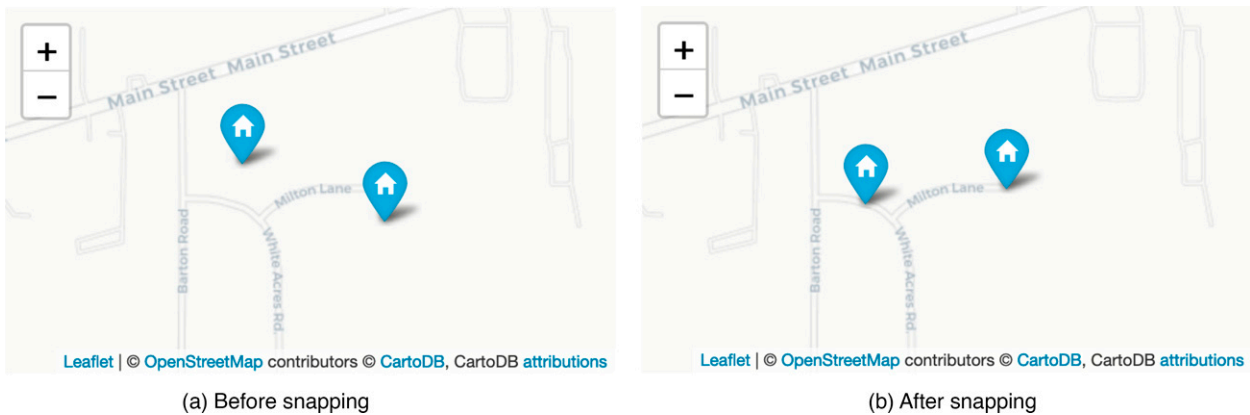 +
−
Main Street Main Street
Barton Road
Milton Lane
White Acres Rd.
Leaflet | © OpenStreetMap contributors © CartoDB, CartoDB attributions
(a) Before snapping
+
−
Main Street Main Street
Barton Road
Milton Lane
White Acres Rd.
Leaflet | © OpenStreetMap contributors © CartoDB, CartoDB attributions
(b) After snapping